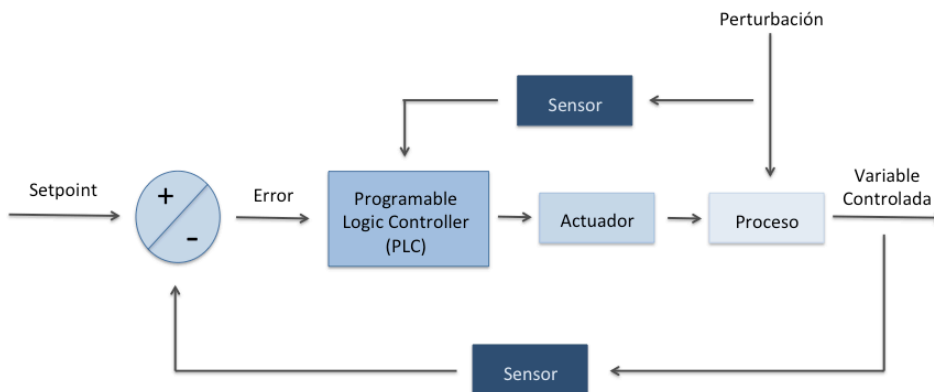 Perturbación
Sensor
Setpoint
+
-
Error
Programable
Logic Controller
(PLC)
Actuador
Proceso
Variable
Controlada
Sensor